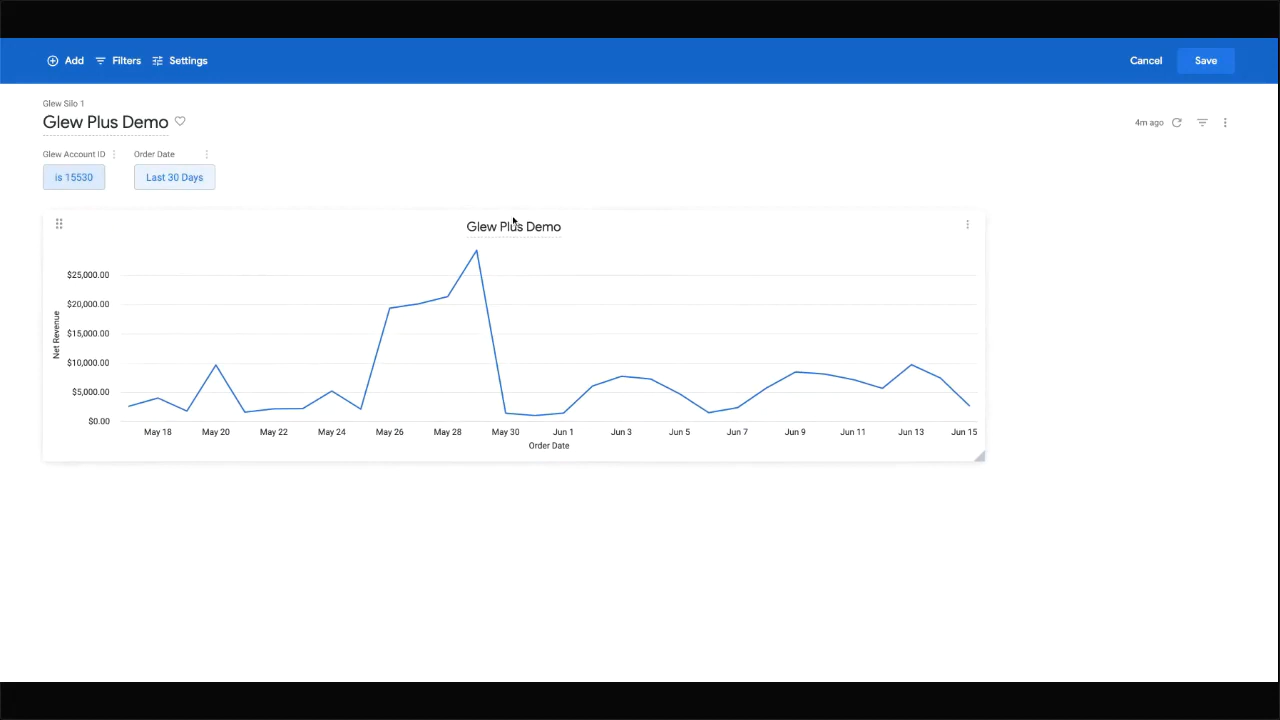 Add Filters Settings Cancel Save
Glew Silo 1
Glew Plus Demo
4m ago
Glew Account ID Order Date
is 15530 Last 30 Days
Glew Plus Demo
$25,000.00
$20,000.00
$15,000.00
$10,000.00
$5,000.00
$0.00
Net Revenue
May 18 May 20 May 22 May 24 May 26 May 28 May 30 Jun 1 Jun 3 Jun 5 Jun 7 Jun 9 Jun 11 Jun 13 Jun 15
Order Date